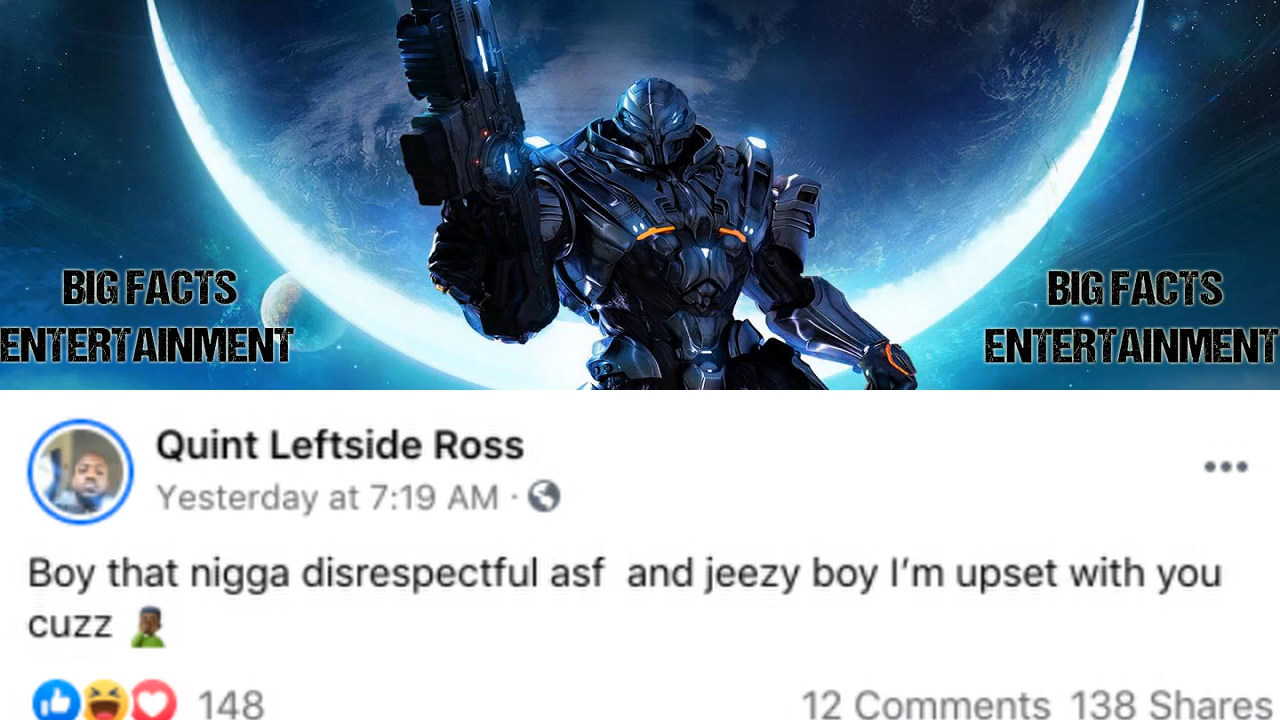 BIG FACTS
ENTERTAINMENT
BIG FACTS
ENTERTAINMENT
Quint Leftside Ross
Yesterday at 7:19 AM ·
Boy that nigga disrespectful asf  and jeezy boy I’m upset with you
cuzz
148
12 Comments 138 Shares